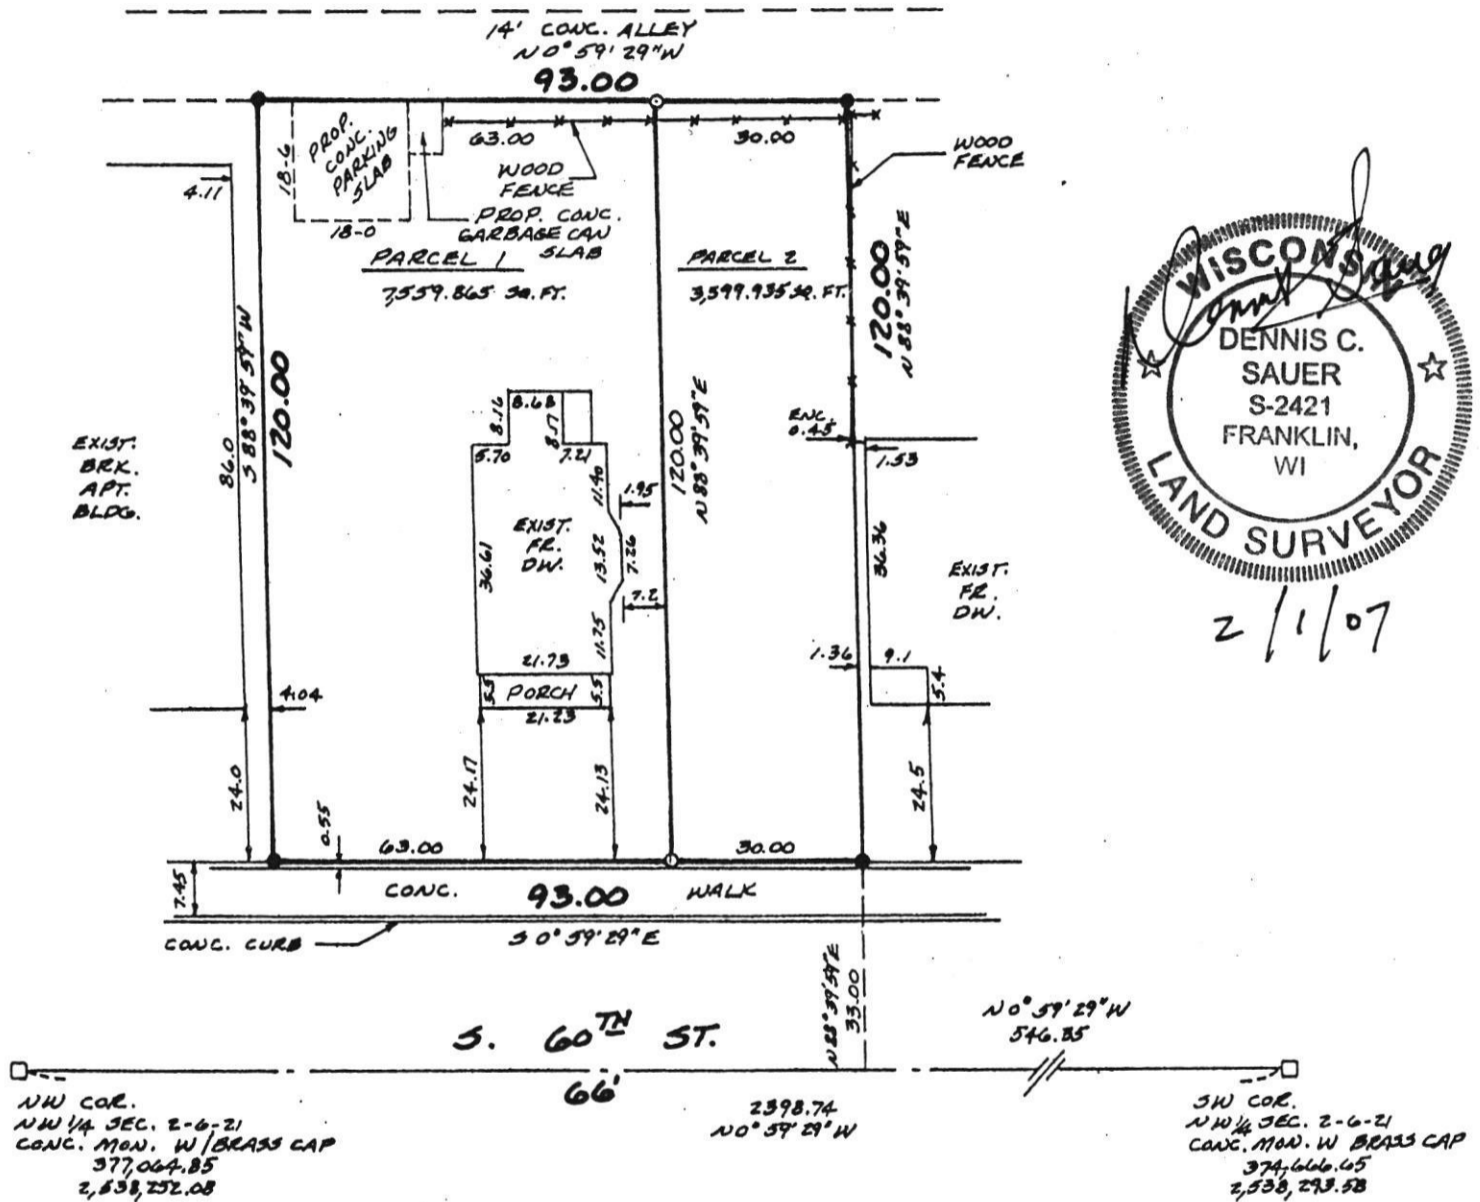 14' CONC. ALLEY
N 0° 59' 29" W
93.00
63.00
30.00
WOOD
FENCE
WOOD
FENCE
PROP.
CONC.
PARKING
SLAB
18-6
18-0
PROP. CONC.
GARBAGE CAN
SLAB
4.11
PARCEL 1
7,559.865 SQ. FT.
PARCEL 2
3,599.935 SQ. FT.
S 88° 39' 59" W
120.00
86.0
EXIST.
BRK.
APT.
BLDG.
120.00
N 88° 39' 59" E
120.00
N 88° 39' 59" E
8.16
8.68
8.17
5.70
7.21
11.40
1.95
EXIST.
FR.
DW.
36.61
13.52
7.26
7.2
11.75
21.73
5.5
PORCH
5.5
21.23
ENC.
0.45
1.53
36.36
EXIST.
FR.
DW.
1.36
9.1
5.4
4.04
24.0
24.17
24.13
24.5
0.55
63.00
30.00
7.45
CONC.
93.00
WALK
CONC. CURB
S 0° 59' 29" E
N 88° 39' 59" E
33.00
S. 60TH ST.
66'
N 0° 59' 29" W
546.85
2398.74
N 0° 59' 29" W
NW COR.
NW 1/4 SEC. 2-6-21
CONC. MON. W/BRASS CAP
377,064.85
2,538,252.08
SW COR.
NW 1/4 SEC. 2-6-21
CONC. MON. W BRASS CAP
374,666.65
2,538,293.58
WISCONSIN
DENNIS C.
SAUER
S-2421
FRANKLIN,
WI
LAND SURVEYOR
2/1/07